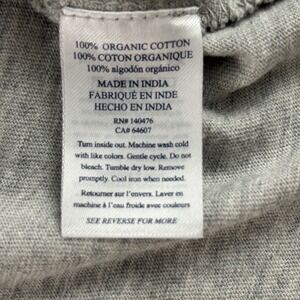 100% ORGANIC COTTON
100% COTON ORGANIQUE
100% algodón orgánico
MADE IN INDIA
FABRIQUÉ EN INDE
HECHO EN INDIA
RN# 140476
CA# 64607
Turn inside out. Machine wash cold
with like colors. Gentle cycle. Do not
bleach. Tumble dry low. Remove
promptly. Cool iron when needed.
Retourner sur l'envers. Laver en
machine à l'eau froide avec couleurs
SEE REVERSE FOR MORE